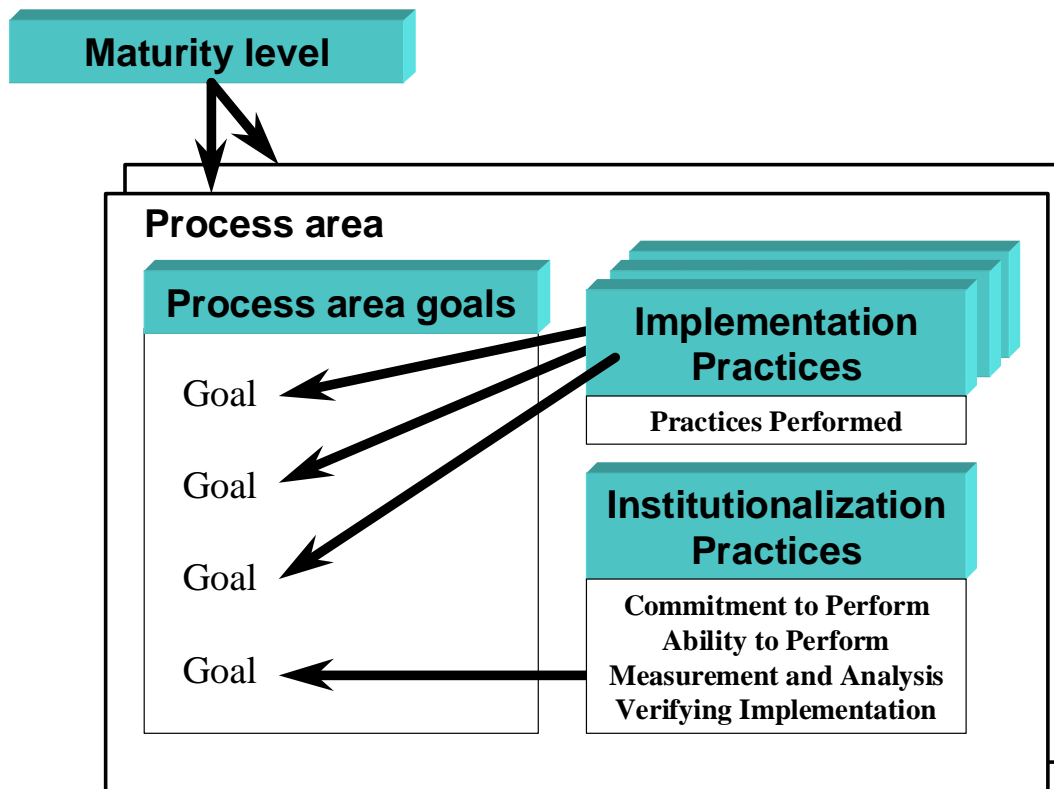 Maturity level
Process area
Process area goals
Goal
Goal
Goal
Goal
Implementation
Practices
Practices Performed
Institutionalization
Practices
Commitment to Perform
Ability to Perform
Measurement and Analysis
Verifying Implementation